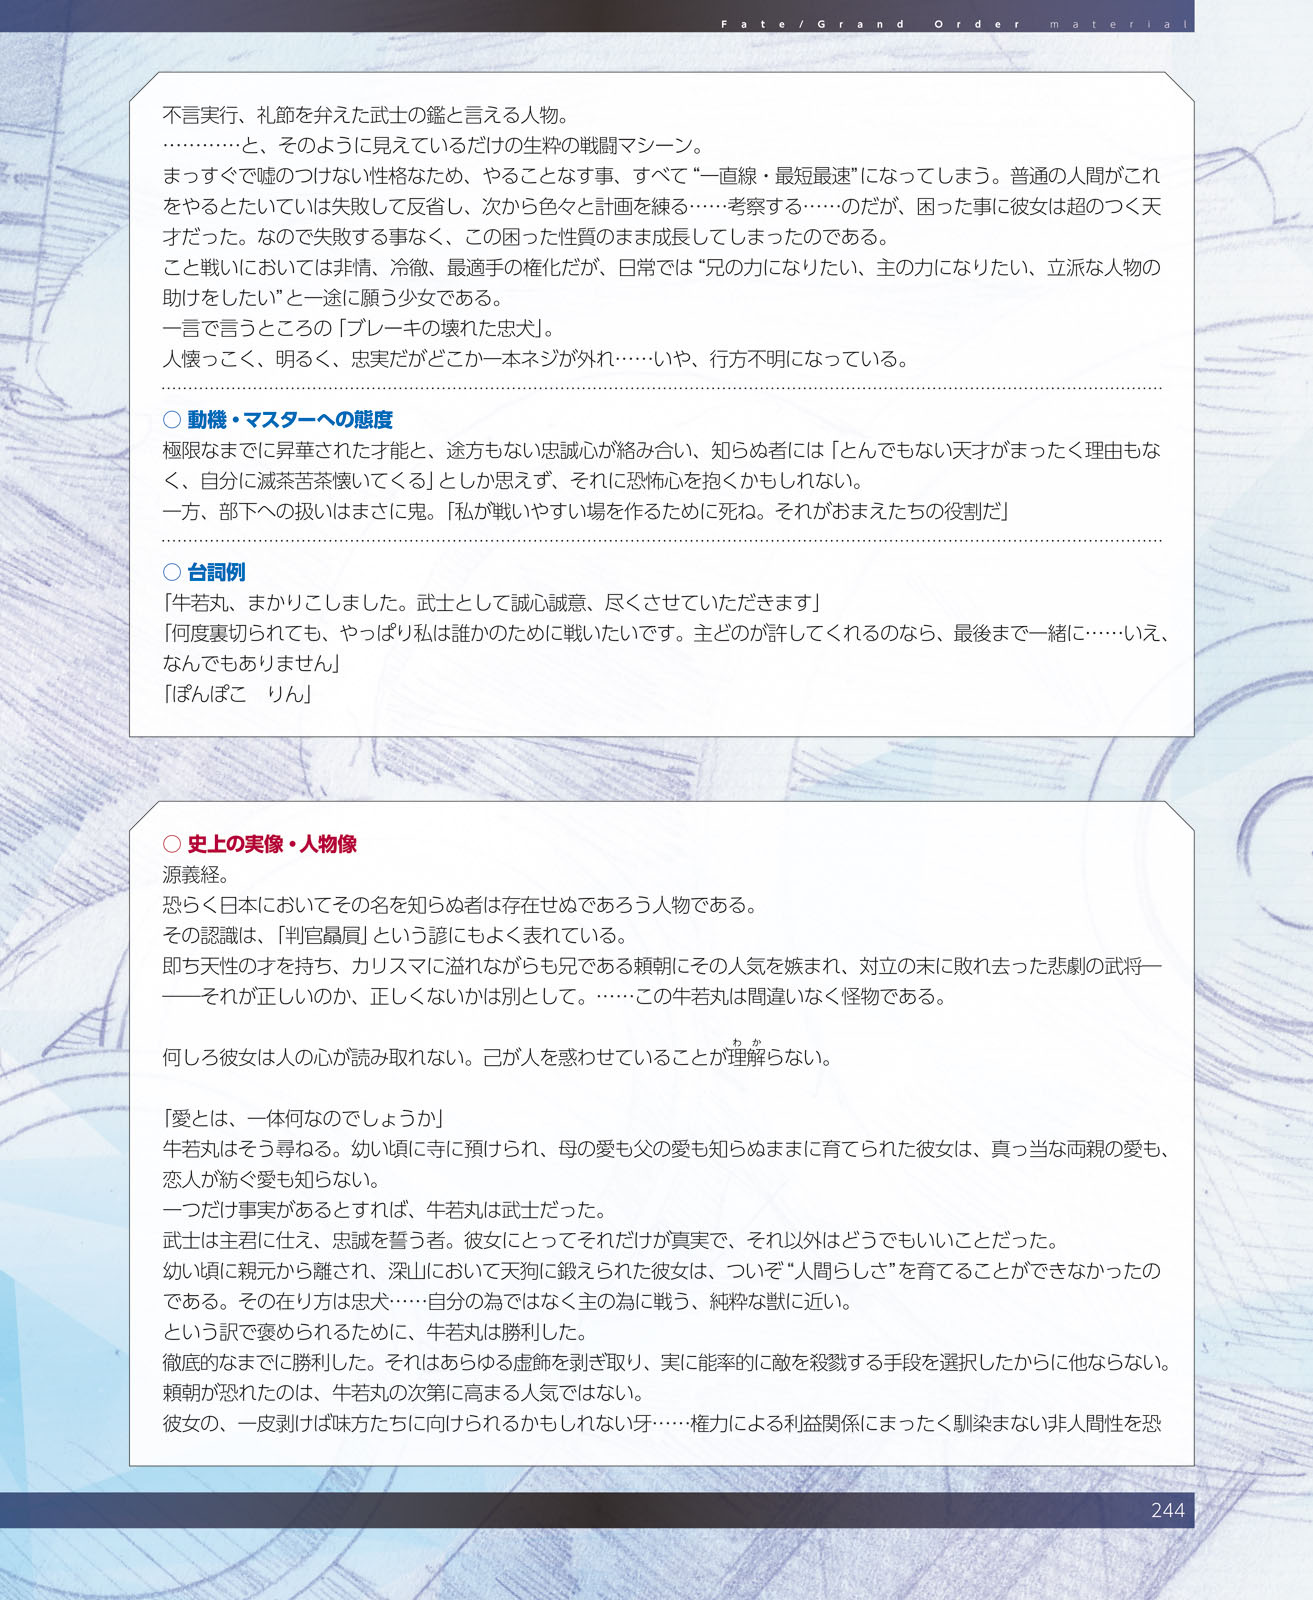 Fate/Grand Order material
不言実行、礼節を弁えた武士の鑑と言える人物。
…………と、そのように見えているだけの生粋の戦闘マシーン。
まっすぐで嘘のつけない性格なため、やることなす事、すべて“一直線・最短最速”になってしまう。普通の人間がこれ
をやるとたいていは失敗して反省し、次から色々と計画を練る……考察する……のだが、困った事に彼女は超のつく天
才だった。なので失敗する事なく、この困った性質のまま成長してしまったのである。
こと戦いにおいては非情、冷徹、最適手の権化だが、日常では“兄の力になりたい、主の力になりたい、立派な人物の
助けをしたい”と一途に願う少女である。
一言で言うところの「ブレーキの壊れた忠犬」。
人懐っこく、明るく、忠実だがどこか一本ネジが外れ……いや、行方不明になっている。
○ 動機・マスターへの態度
極限なまでに昇華された才能と、途方もない忠誠心が絡み合い、知らぬ者には「とんでもない天才がまったく理由もな
く、自分に滅茶苦茶懐いてくる」としか思えず、それに恐怖心を抱くかもしれない。
一方、部下への扱いはまさに鬼。「私が戦いやすい場を作るために死ね。それがおまえたちの役割だ」
○ 台詞例
「牛若丸、まかりこしました。武士として誠心誠意、尽くさせていただきます」
「何度裏切られても、やっぱり私は誰かのために戦いたいです。主どのが許してくれるのなら、最後まで一緒に……いえ、
なんでもありません」
「ぽんぽこ　りん」
○ 史上の実像・人物像
源義経。
恐らく日本においてその名を知らぬ者は存在せぬであろう人物である。
その認識は、「判官贔屓」という諺にもよく表れている。
即ち天性の才を持ち、カリスマに溢れながらも兄である頼朝にその人気を嫉まれ、対立の末に敗れ去った悲劇の武将―
――それが正しいのか、正しくないかは別として。……この牛若丸は間違いなく怪物である。
わか
何しろ彼女は人の心が読み取れない。己が人を惑わせていることが理解らない。
「愛とは、一体何なのでしょうか」
牛若丸はそう尋ねる。幼い頃に寺に預けられ、母の愛も父の愛も知らぬままに育てられた彼女は、真っ当な両親の愛も、
恋人が紡ぐ愛も知らない。
一つだけ事実があるとすれば、牛若丸は武士だった。
武士は主君に仕え、忠誠を誓う者。彼女にとってそれだけが真実で、それ以外はどうでもいいことだった。
幼い頃に親元から離され、深山において天狗に鍛えられた彼女は、ついぞ“人間らしさ”を育てることができなかったの
である。その在り方は忠犬……自分の為ではなく主の為に戦う、純粋な獣に近い。
という訳で褒められるために、牛若丸は勝利した。
徹底的なまでに勝利した。それはあらゆる虚飾を剥ぎ取り、実に能率的に敵を殺戮する手段を選択したからに他ならない。
頼朝が恐れたのは、牛若丸の次第に高まる人気ではない。
彼女の、一皮剥けば味方たちに向けられるかもしれない牙……権力による利益関係にまったく馴染まない非人間性を恐
244